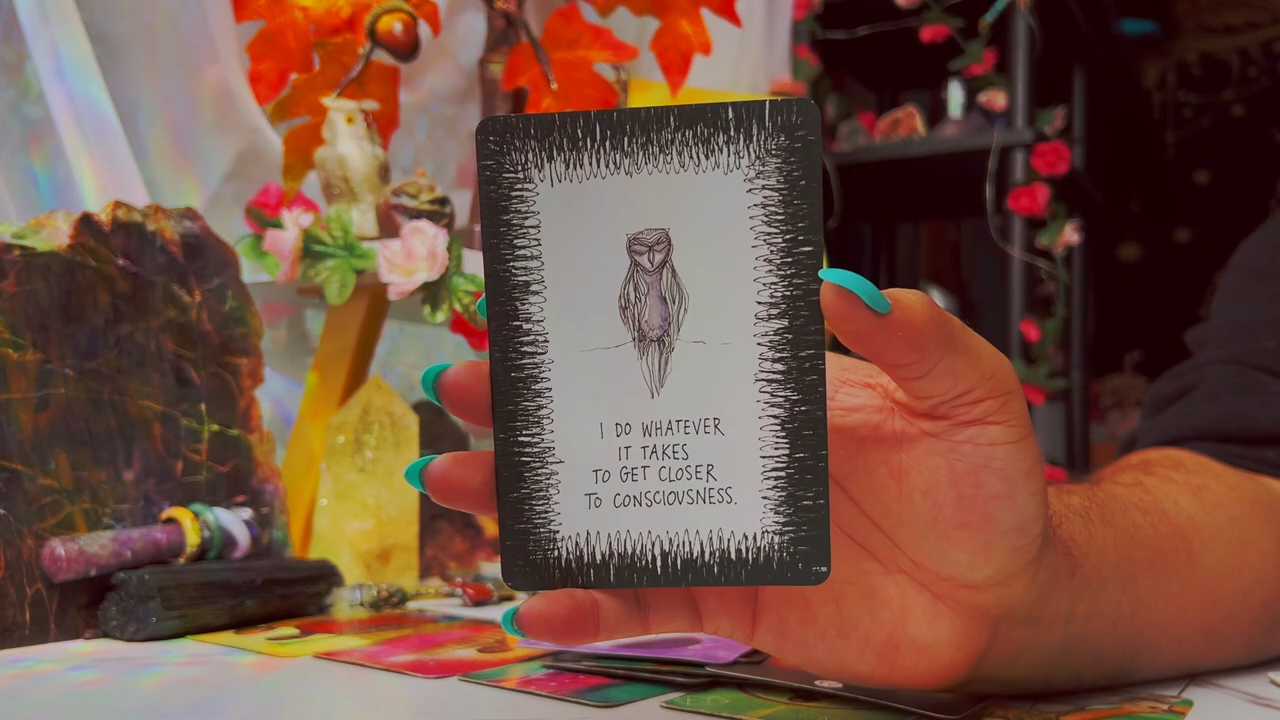 I DO WHATEVER
IT TAKES
TO GET CLOSER
TO CONSCIOUSNESS.